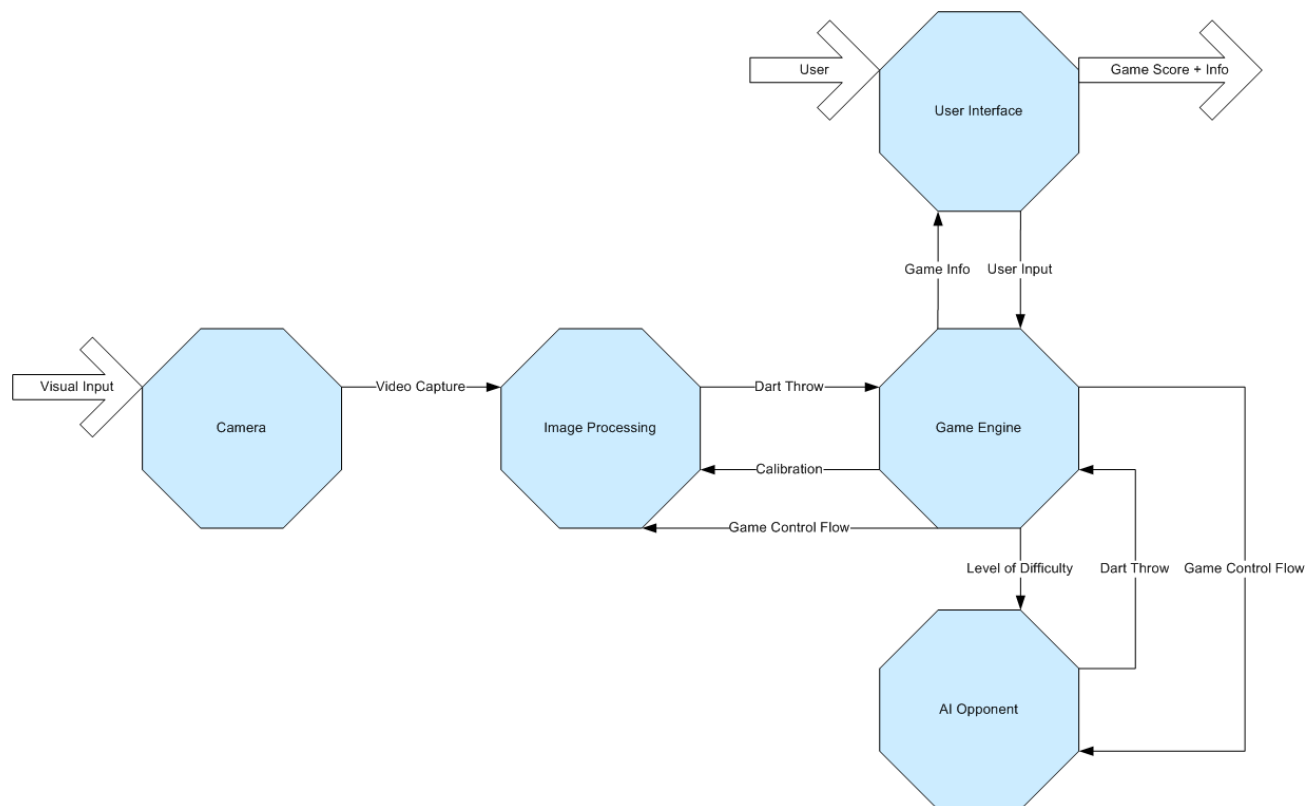 User
Game Score + Info
User Interface
Game Info
User Input
Visual Input
Video Capture
Dart Throw
Camera
Image Processing
Game Engine
Calibration
Game Control Flow
Level of Difficulty
Dart Throw
Game Control Flow
AI Opponent